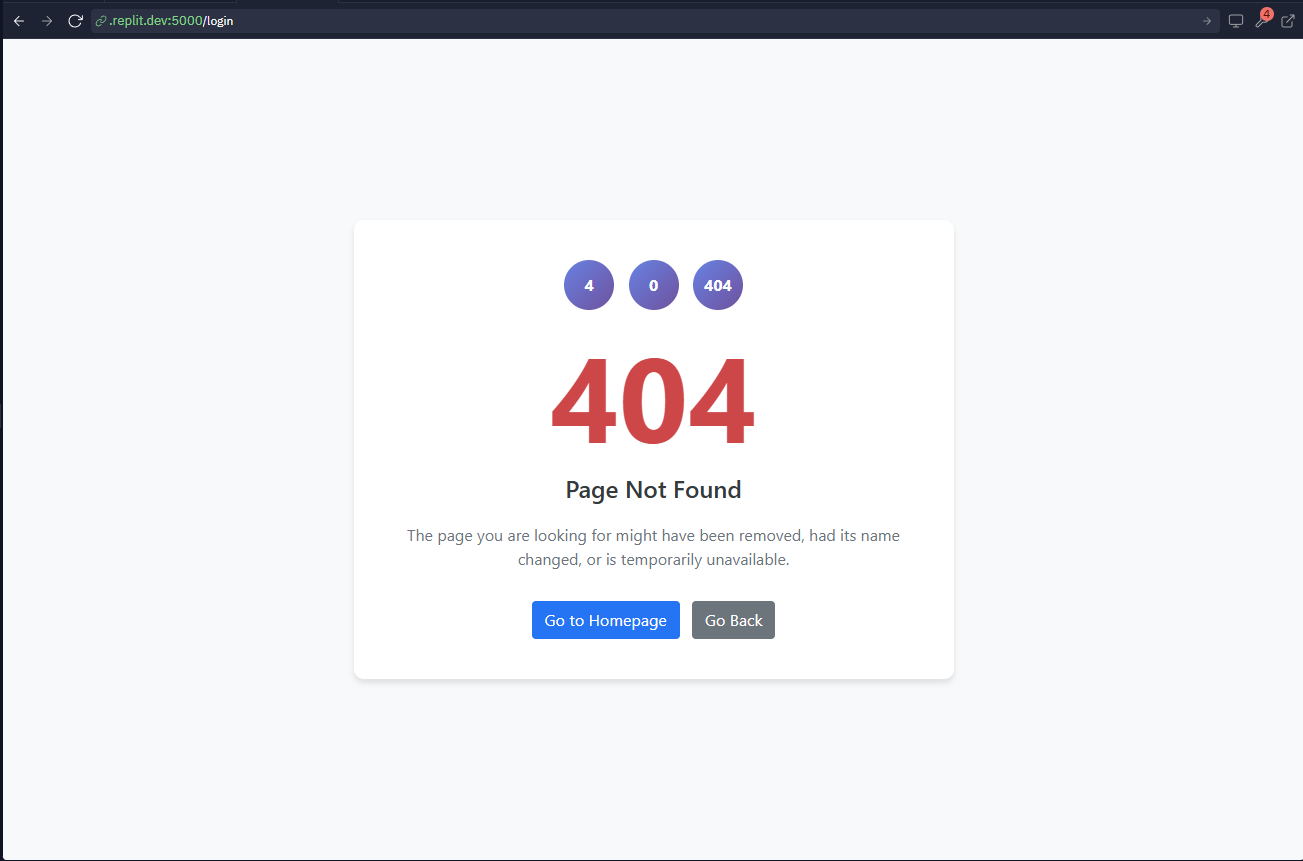 .replit.dev:5000/login
4
4
0
404
404
Page Not Found
The page you are looking for might have been removed, had its name
changed, or is temporarily unavailable.
Go to Homepage
Go Back